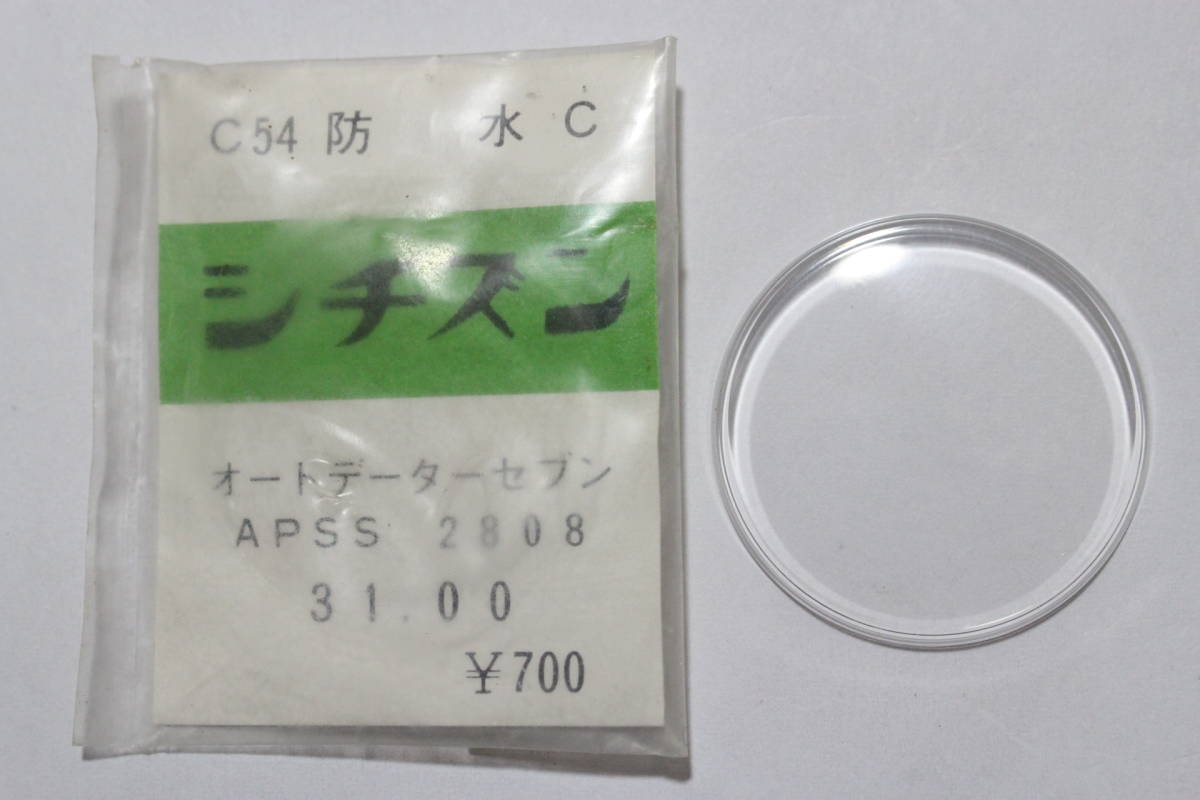 C54 防 水 C
シチズン
オートデーターセブン
APSS 2808
31.00
¥700